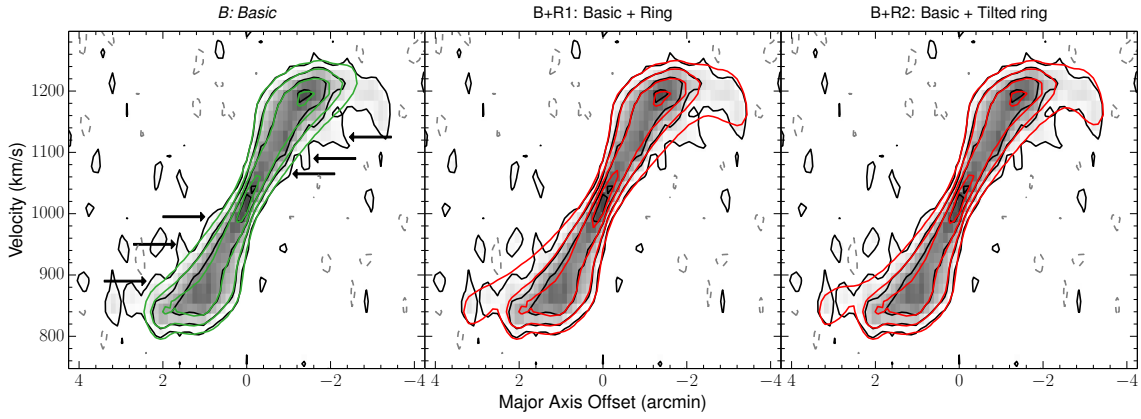 B: Basic
B+R1: Basic + Ring
B+R2: Basic + Tilted ring
Velocity (km/s)
1200
1100
1000
900
800
4 2 0 −2 −4
4 2 0 −2 −4
4 2 0 −2 −4
Major Axis Offset (arcmin)